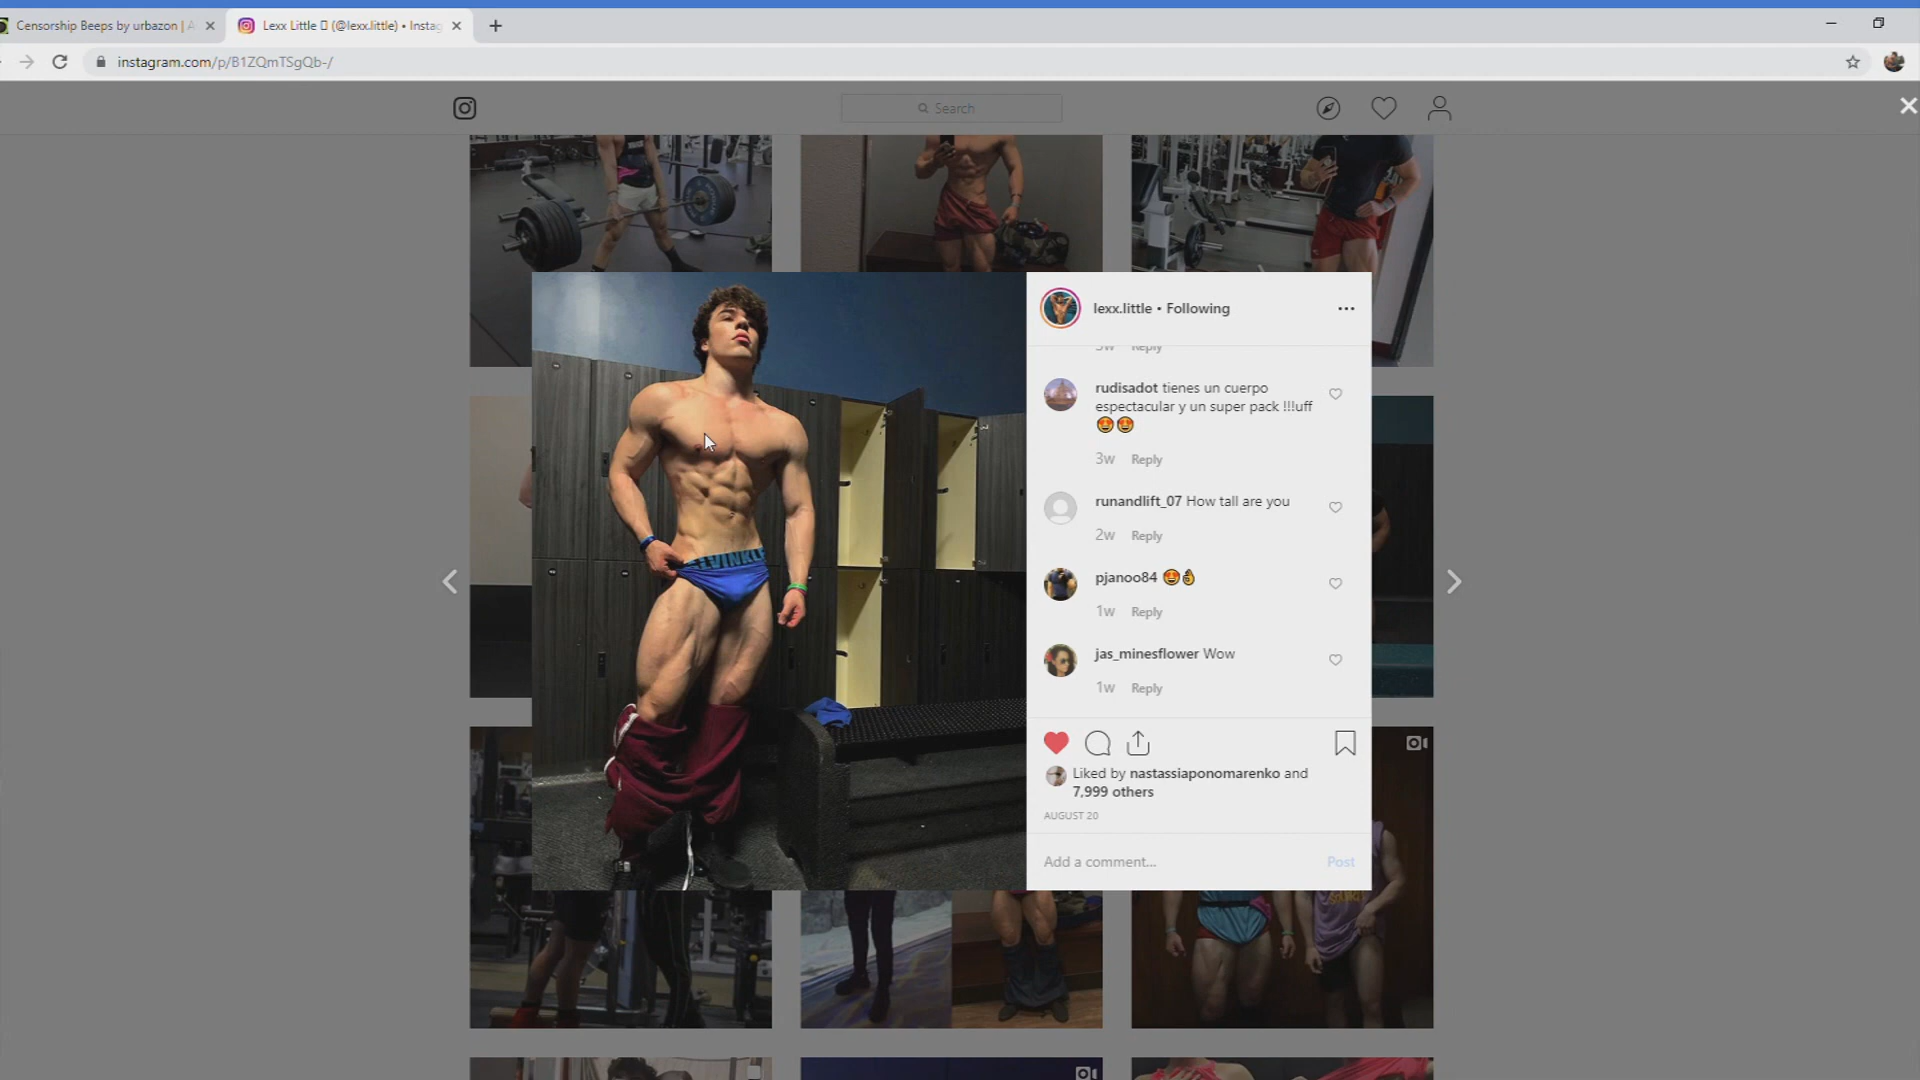 Censorship Beeps by urbazon | A
Lexx Little (@lexx.little) • Instag
instagram.com/p/B1ZQmTSgQb-/
Search
lexx.little • Following
3w Reply
rudisadot tienes un cuerpo
espectacular y un super pack !!!uff
🤩🤩
3w Reply
runandlift_07 How tall are you
2w Reply
pjanoo84 🤩👌
1w Reply
jas_minesflower Wow
1w Reply
Liked by nastassiaponomarenko and
7,999 others
AUGUST 20
Add a comment... Post